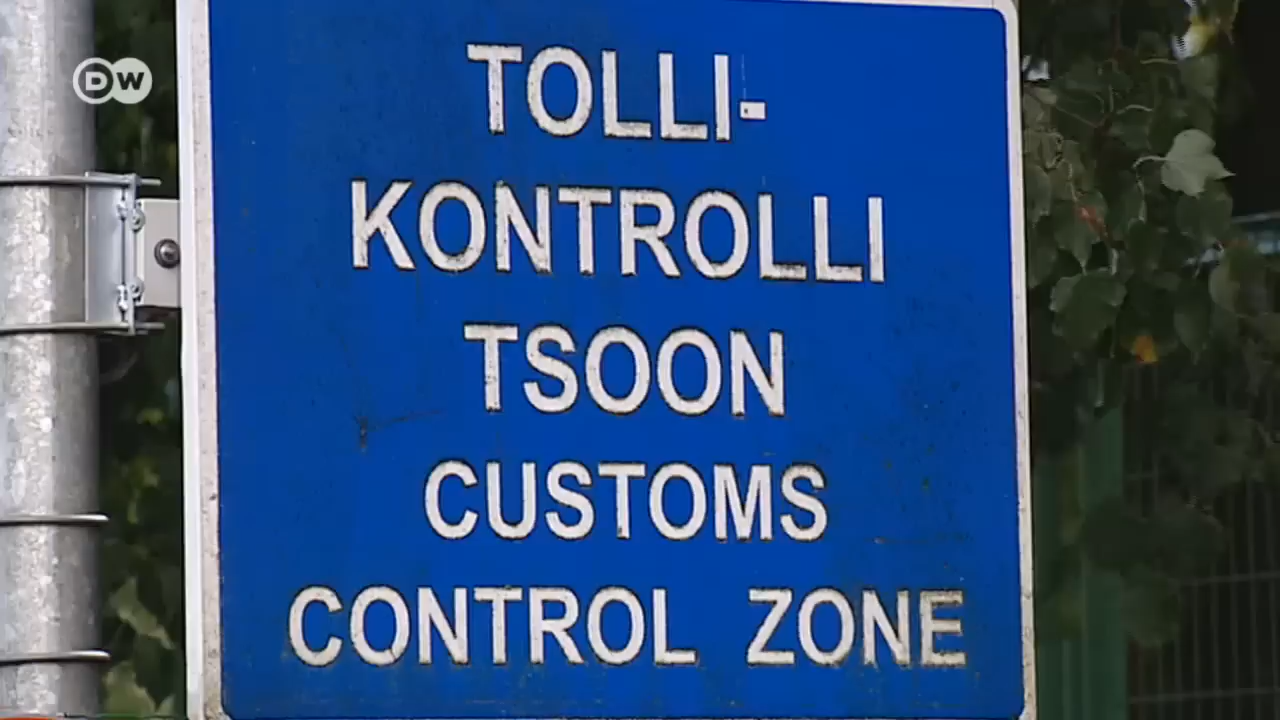 DW
TOLLI-
KONTROLLI
TSOON
CUSTOMS
CONTROL ZONE